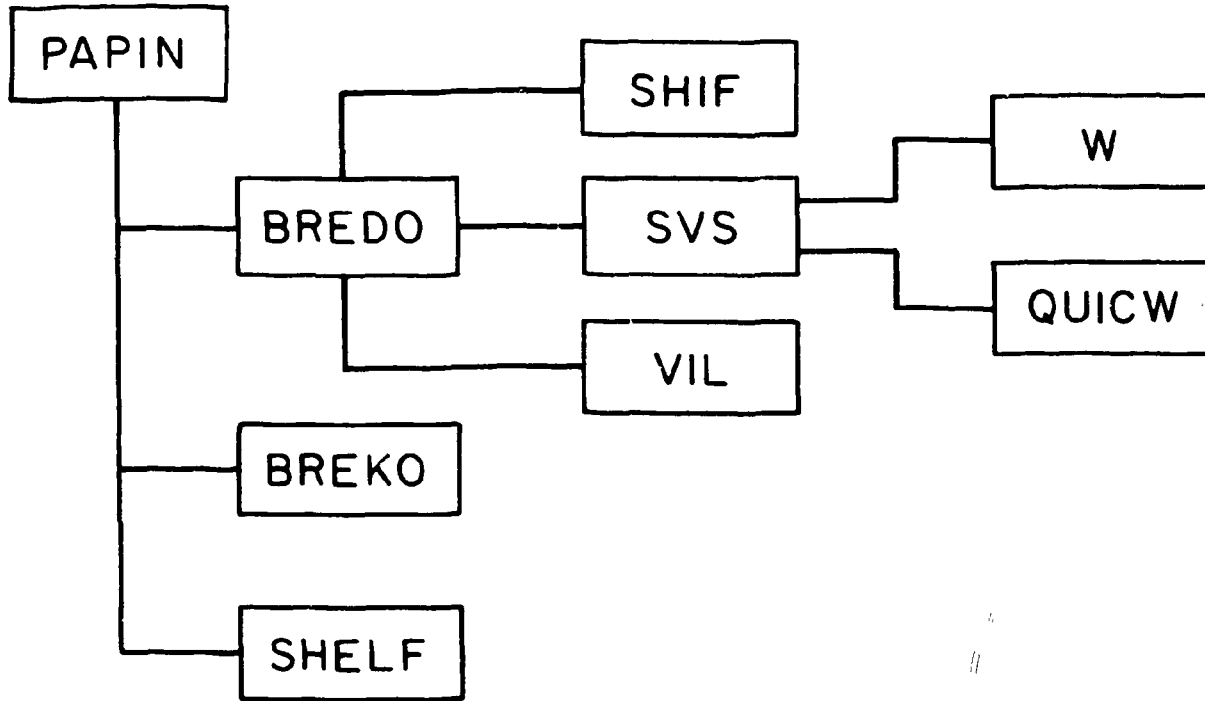 PAPIN
SHIF
W
BREDO
SVS
QUICW
VIL
BREKO
SHELF